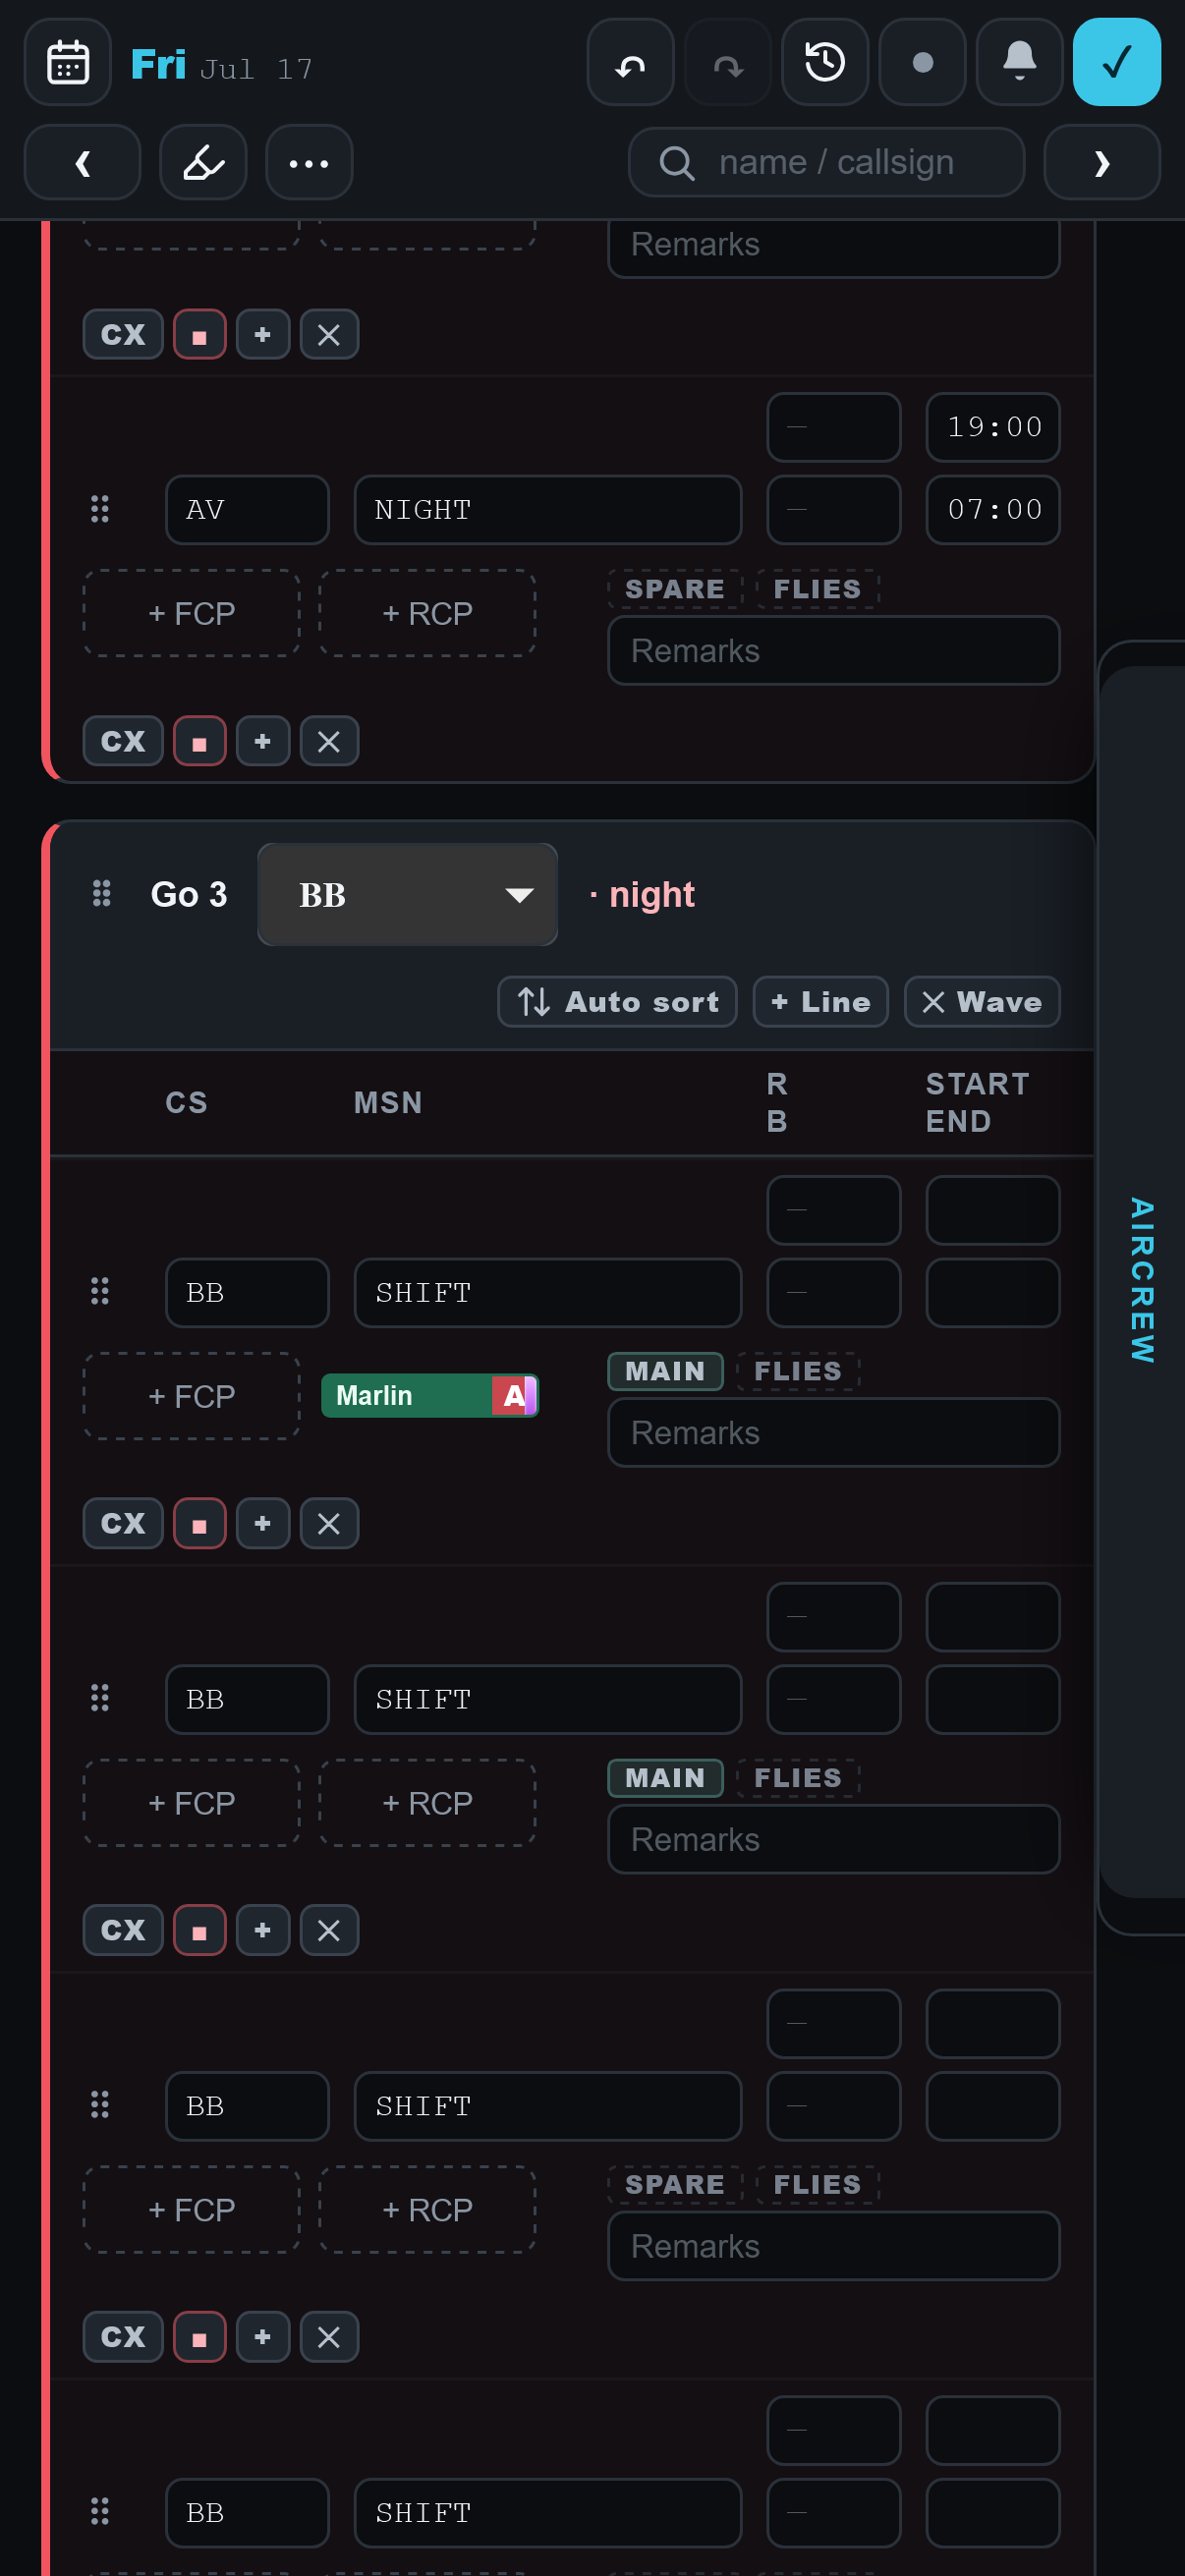 Fri Jul 17
name / callsign
Remarks
CX + ×
— 19:00
AV NIGHT — 07:00
+ FCP + RCP SPARE FLIES
Remarks
CX + ×
Go 3 BB · night
Auto sort + Line × Wave
CS MSN R START
B END
—
BB SHIFT —
+ FCP Marlin A MAIN FLIES
Remarks
CX + ×
—
BB SHIFT —
+ FCP + RCP MAIN FLIES
Remarks
CX + ×
—
BB SHIFT —
+ FCP + RCP SPARE FLIES
Remarks
CX + ×
—
BB SHIFT —
AIRCREW